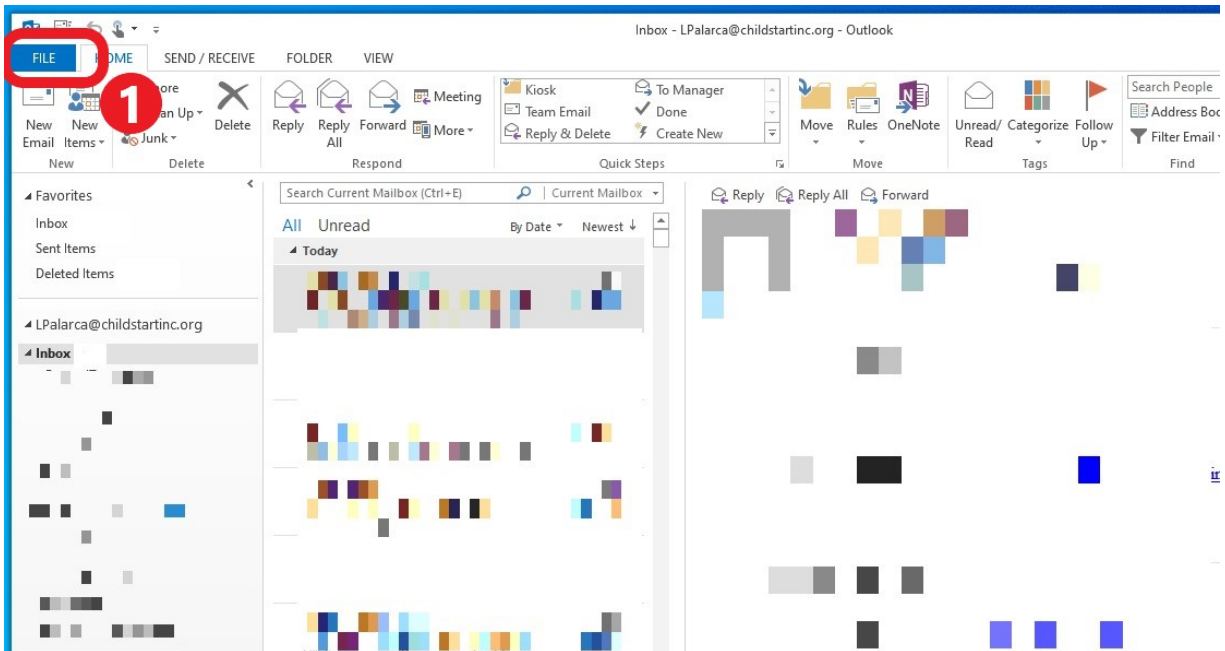 Inbox - LPalarca@childstartinc.org - Outlook
FILE HOME SEND / RECEIVE FOLDER VIEW
1
New Email
New Items
Junk
Delete
Reply
Reply All
Forward
Meeting
More
Kiosk
To Manager
Team Email
Done
Reply & Delete
Create New
Move
Rules
OneNote
Unread/ Read
Categorize
Follow Up
Search People
Address Boo
Filter Email
New Delete Respond Quick Steps Move Tags Find
Favorites
Inbox
Sent Items
Deleted Items
LPalarca@childstartinc.org
Inbox
Search Current Mailbox (Ctrl+E) Current Mailbox
All Unread By Date Newest
Today
Reply Reply All Forward